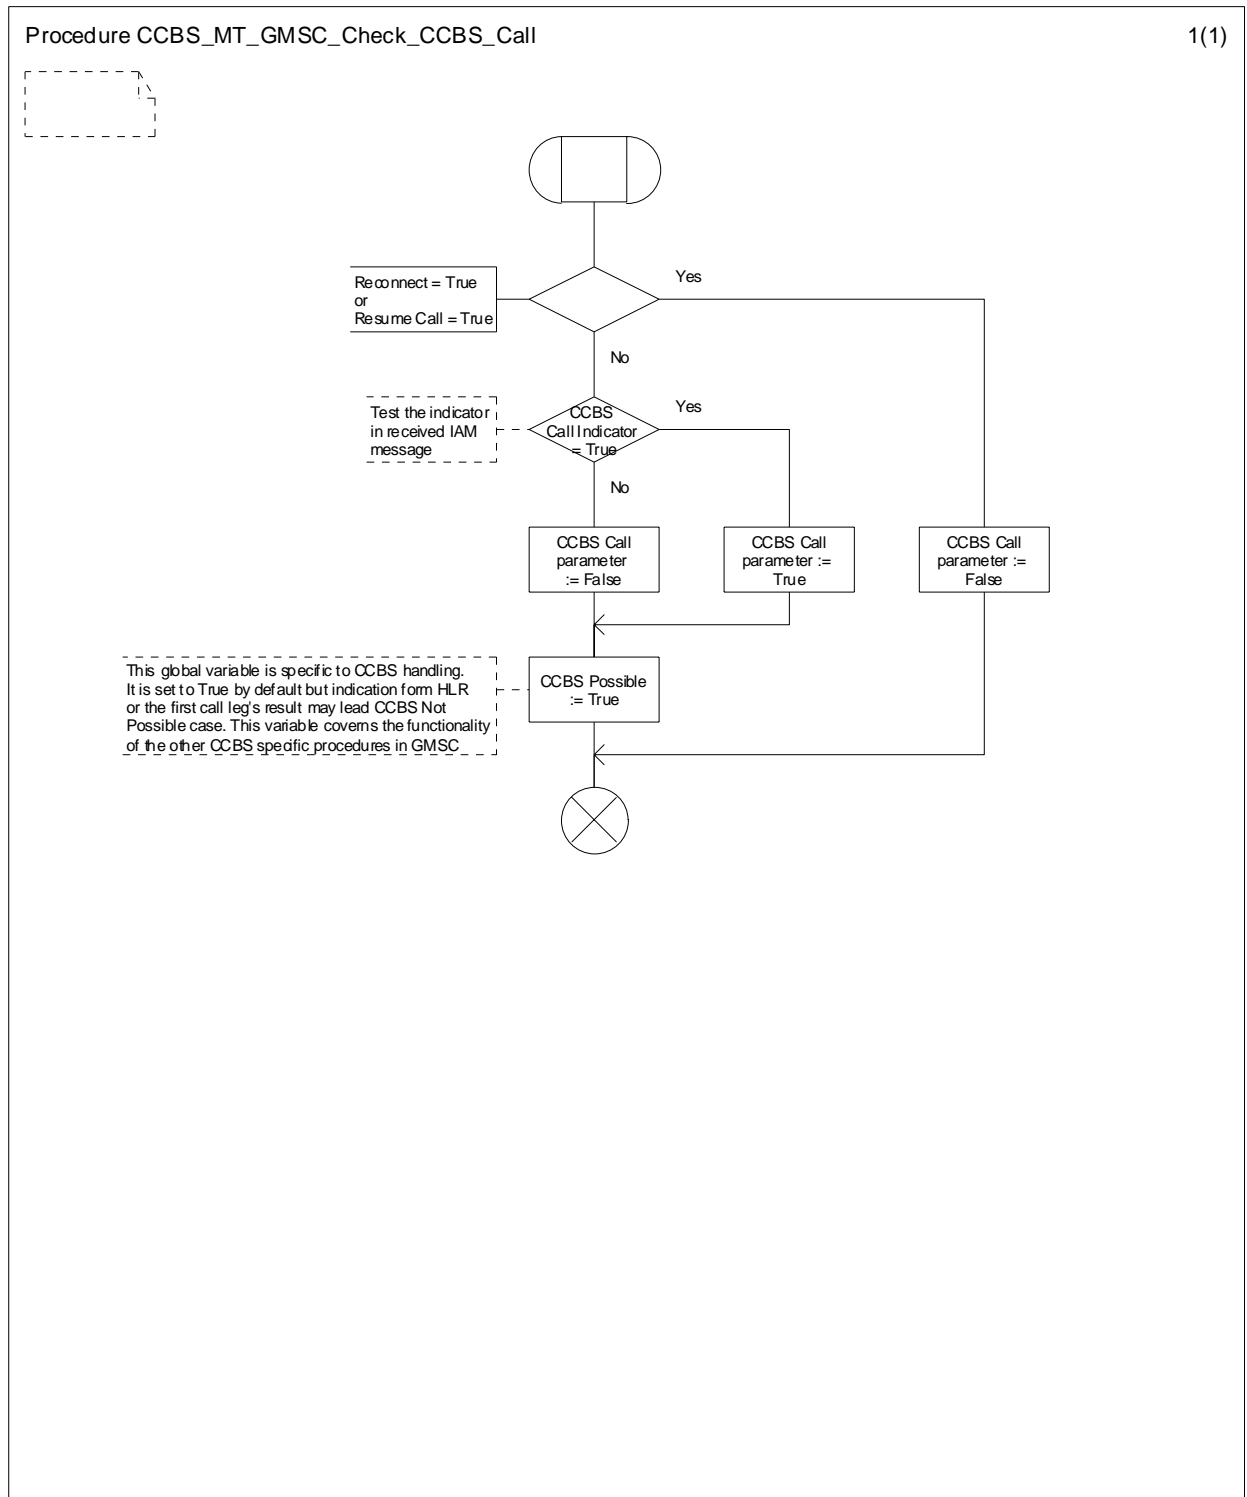 Procedure CCBS_MT_GMSC_Check_CCBS_Call
1(1)
Reconnect = True
or
Resume Call = True
Yes
No
Test the indicator
in received IAM
message
CCBS
Call Indicator
= True
Yes
No
CCBS Call
parameter
:= False
CCBS Call
parameter :=
True
CCBS Call
parameter :=
False
This global variable is specific to CCBS handling.
It is set to True by default but indication form HLR
or the first call leg's result may lead CCBS Not
Possible case. This variable coverns the functionality
of the other CCBS specific procedures in GMSC
CCBS Possible
:= True